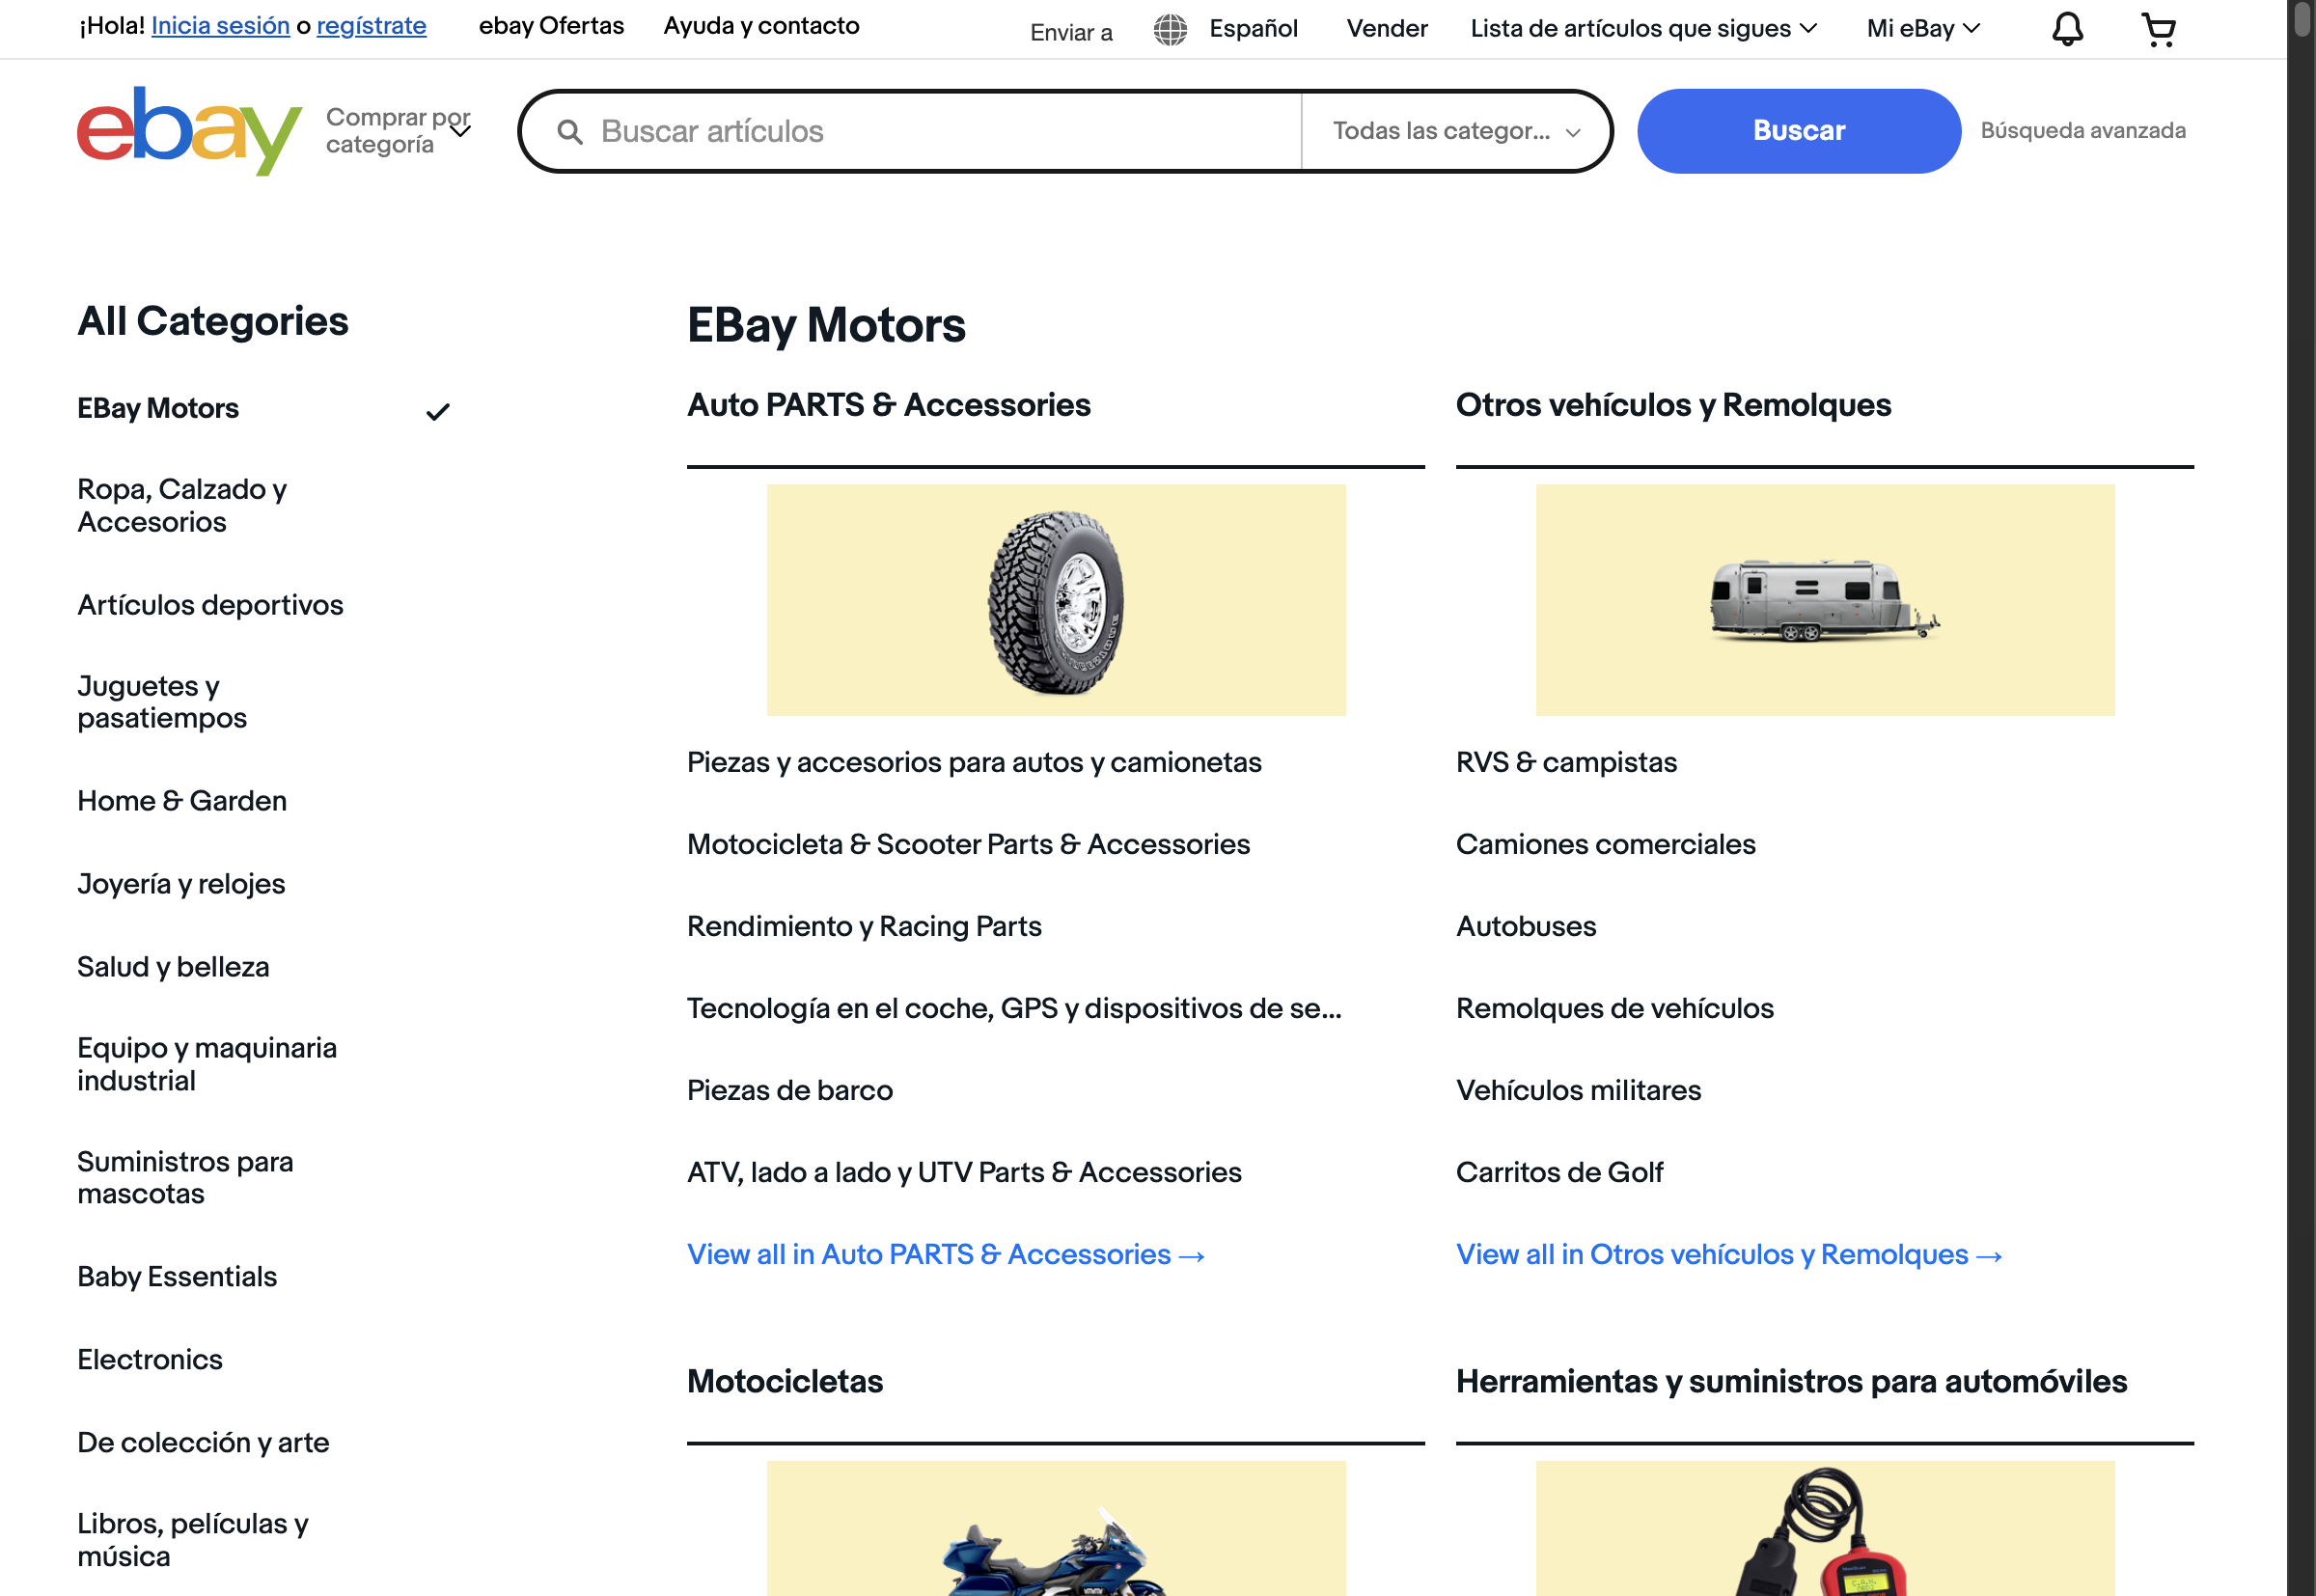 ¡Hola! Inicia sesión o regístrate
ebay Ofertas
Ayuda y contacto
Enviar a
Español
Vender
Lista de artículos que sigues
Mi eBay
ebay
Comprar por
categoría
Buscar artículos
Todas las categor...
Buscar
Búsqueda avanzada
All Categories
EBay Motors
Ropa, Calzado y
Accesorios
Artículos deportivos
Juguetes y
pasatiempos
Home & Garden
Joyería y relojes
Salud y belleza
Equipo y maquinaria
industrial
Suministros para
mascotas
Baby Essentials
Electronics
De colección y arte
Libros, películas y
música
EBay Motors
Auto PARTS & Accessories
Piezas y accesorios para autos y camionetas
Motocicleta & Scooter Parts & Accessories
Rendimiento y Racing Parts
Tecnología en el coche, GPS y dispositivos de se...
Piezas de barco
ATV, lado a lado y UTV Parts & Accessories
View all in Auto PARTS & Accessories →
Otros vehículos y Remolques
RVS & campistas
Camiones comerciales
Autobuses
Remolques de vehículos
Vehículos militares
Carritos de Golf
View all in Otros vehículos y Remolques →
Motocicletas
Herramientas y suministros para automóviles